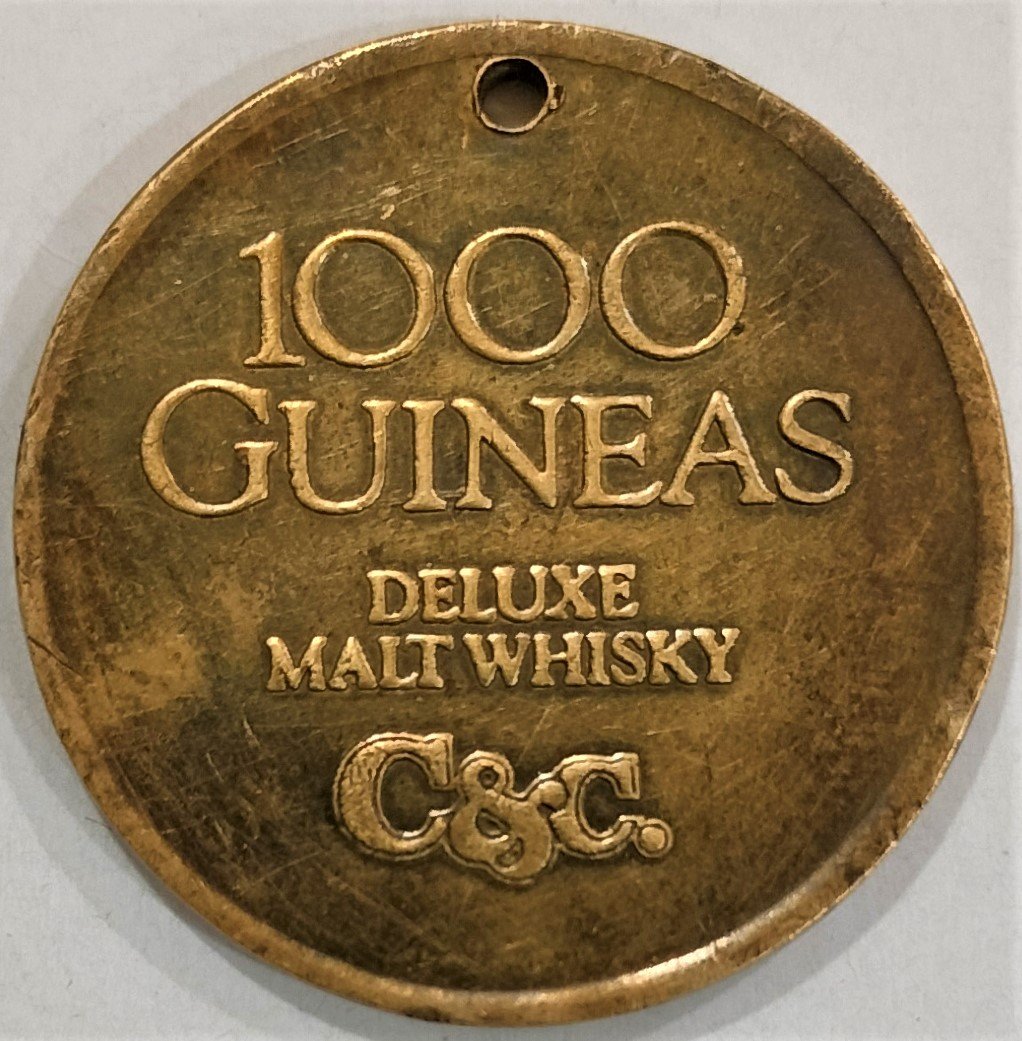 1000
GUINEAS
DELUXE
MALT WHISKY
C&C.